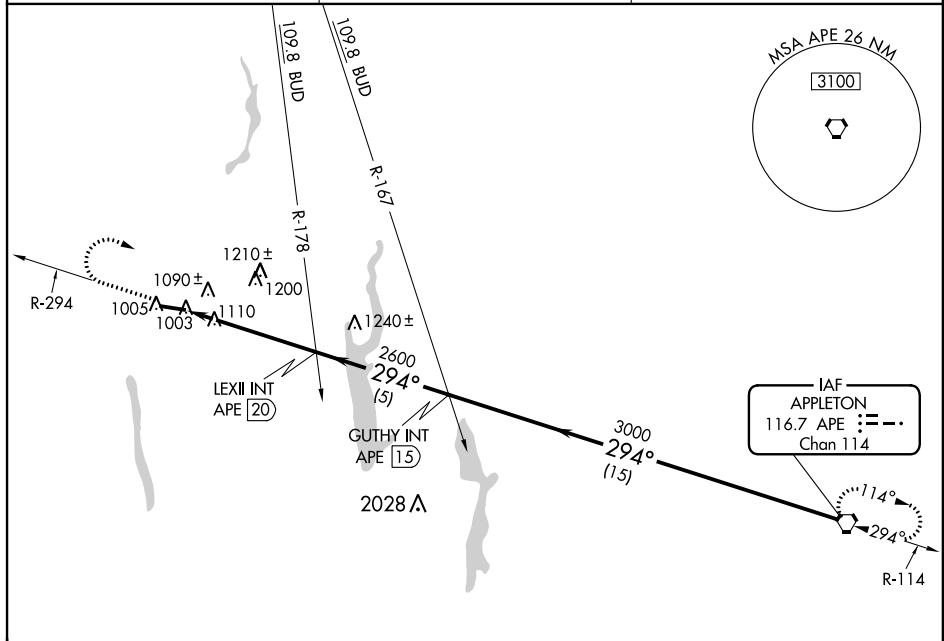 109.8 BUD
109.8 BUD
MSA APE 26 NM
3100
R-167
R-178
1210 ±
1090 ±
1200
R-294
1005
1003
1110
1240 ±
2600
294°
(5)
LEXII INT
APE 20
GUTHY INT
APE 15
3000
294°
(15)
IAF
APPLETON
116.7 APE
Chan 114
2028
114°
294°
R-114